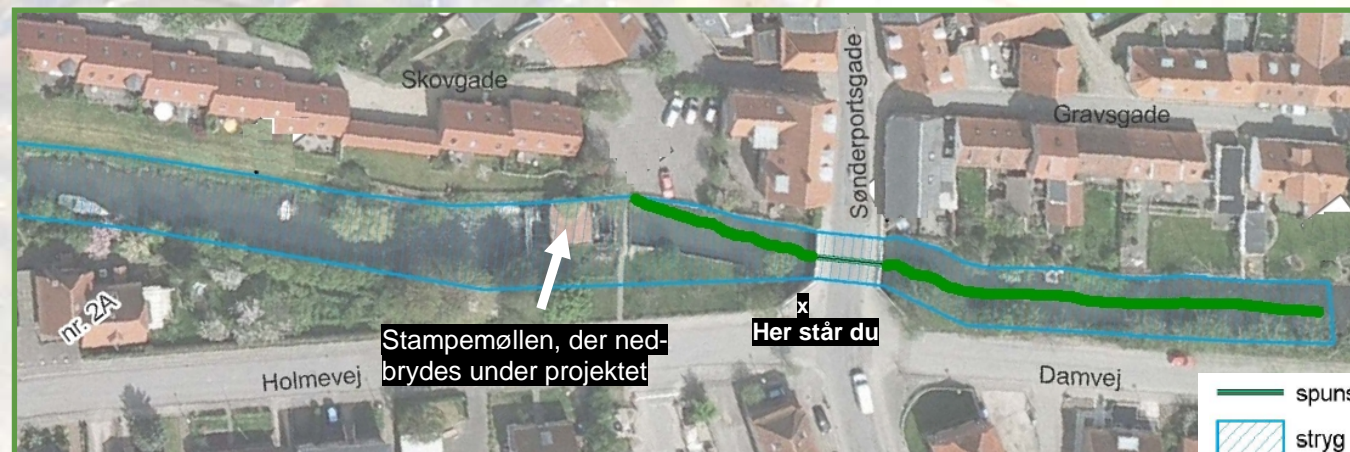 Skovgade
Sønderportsgade
Gravsgade
nr. 2A
Stampemøllen, der ned-
brydes under projektet
x
Her står du
Holmevej
Damvej
spuns
stryg